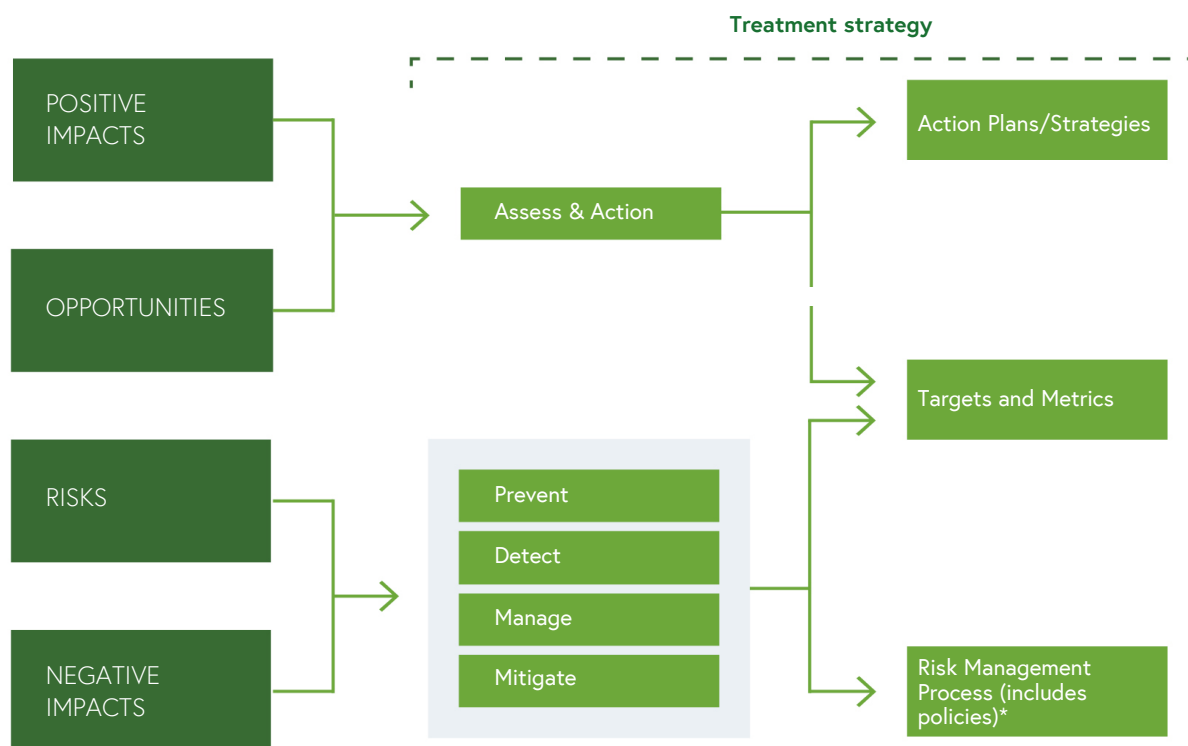 Treatment strategy
POSITIVE
IMPACTS
Action Plans/Strategies
Assess & Action
OPPORTUNITIES
Targets and Metrics
RISKS
Prevent
Detect
Manage
Mitigate
NEGATIVE
IMPACTS
Risk Management
Process (includes
policies)*